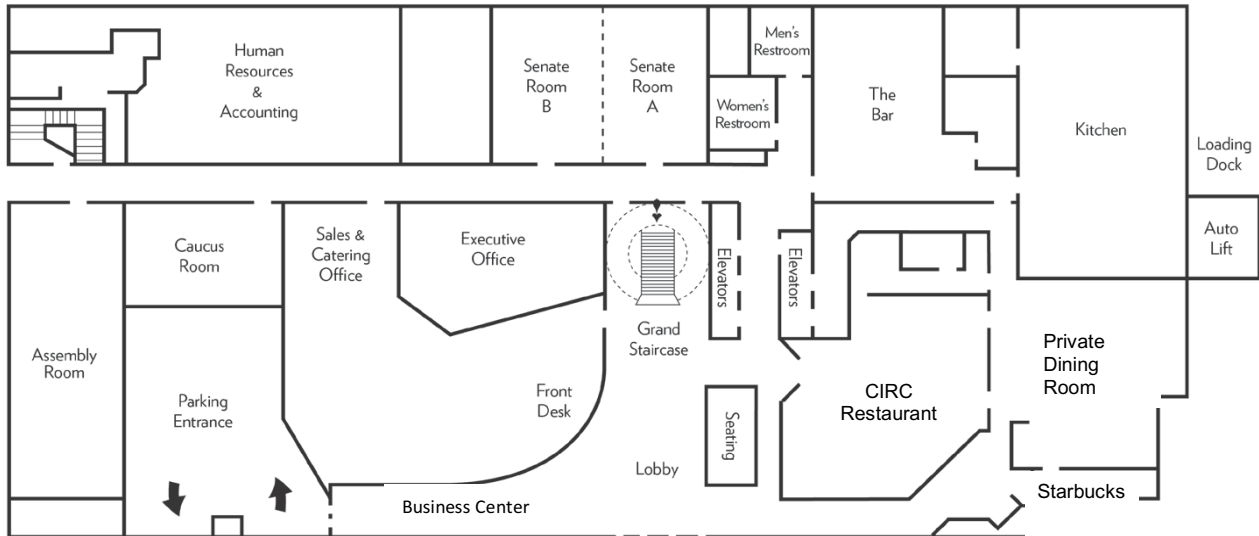 Human
Resources
&
Accounting
Senate
Room
B
Senate
Room
A
Men's
Restroom
Women's
Restroom
The
Bar
Kitchen
Loading
Dock
Auto
Lift
Caucus
Room
Sales &
Catering
Office
Executive
Office
Elevators
Elevators
Grand
Staircase
Assembly
Room
Parking
Entrance
Front
Desk
Seating
CIRC
Restaurant
Private
Dining
Room
Lobby
Business Center
Starbucks